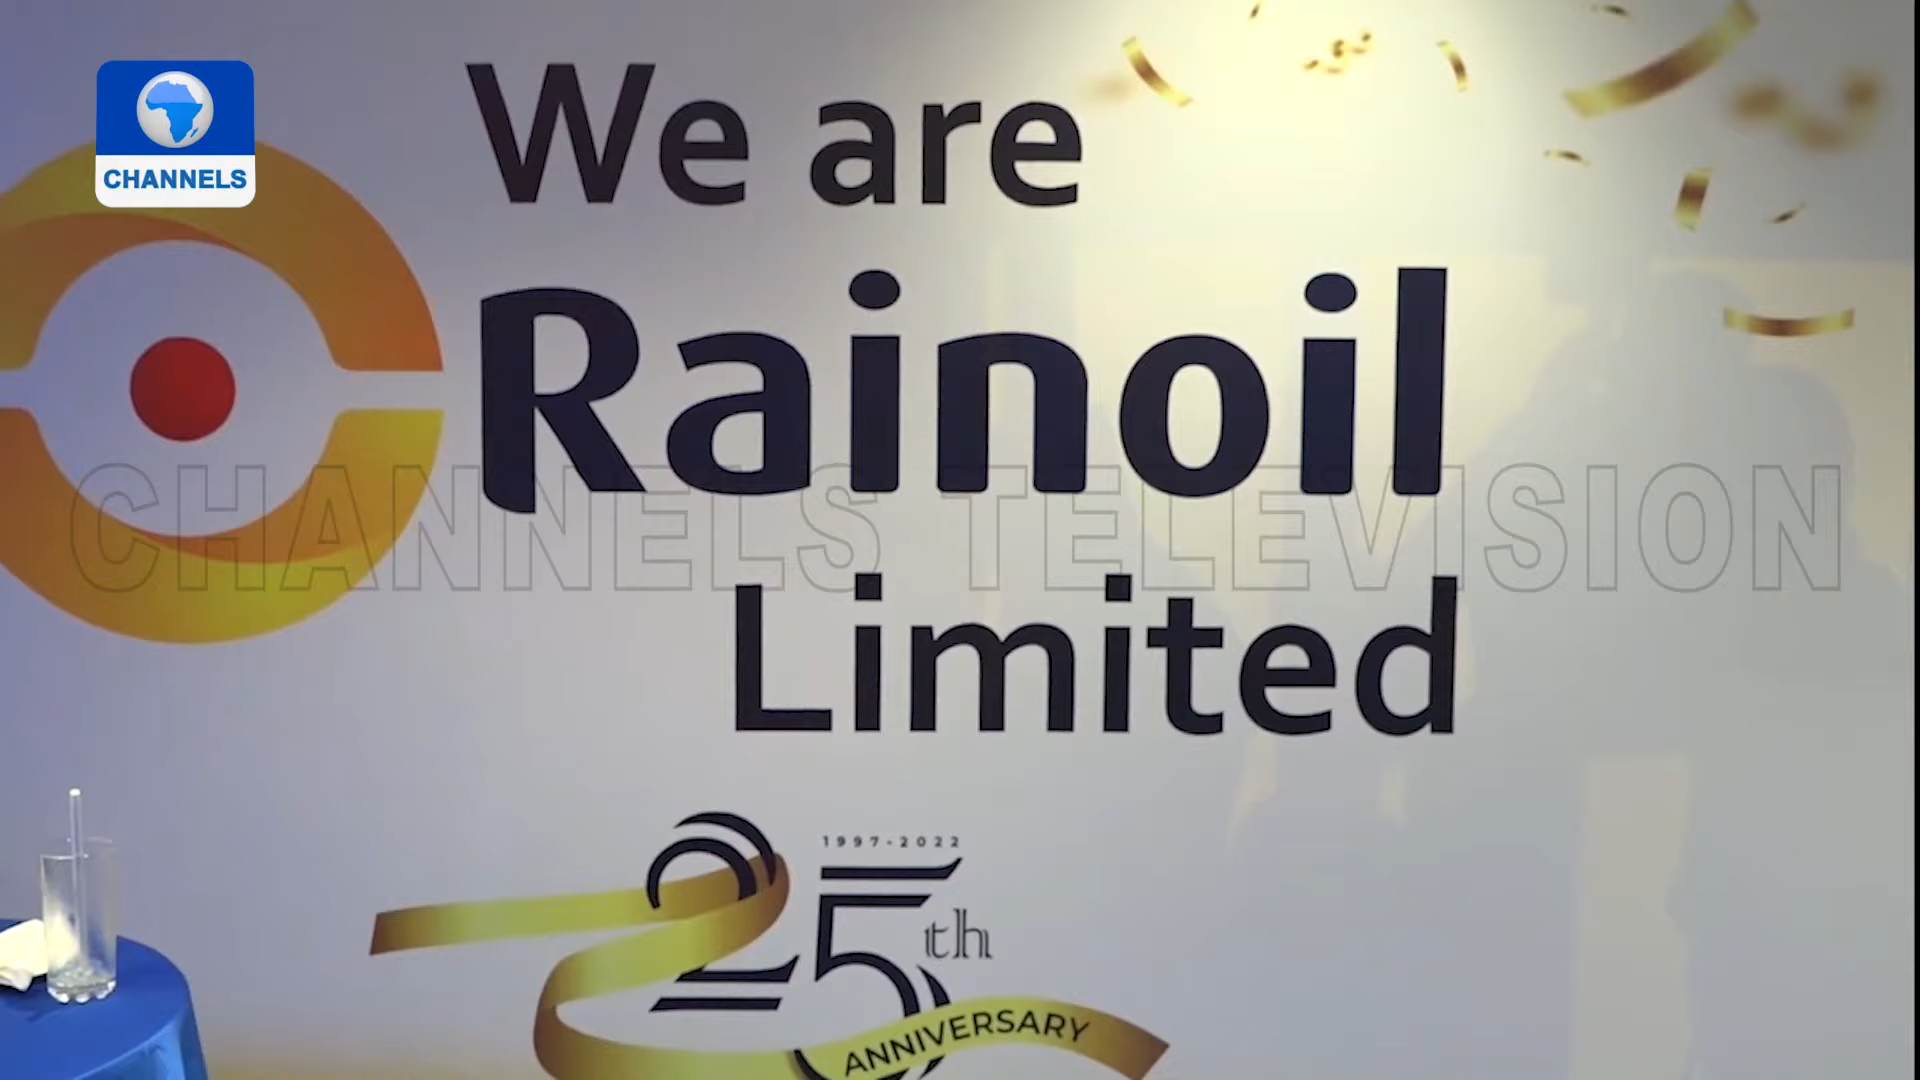 CHANNELS
We are
Rainoil
CHANNELS TELEVISION
Limited
1997-2022
25th
ANNIVERSARY